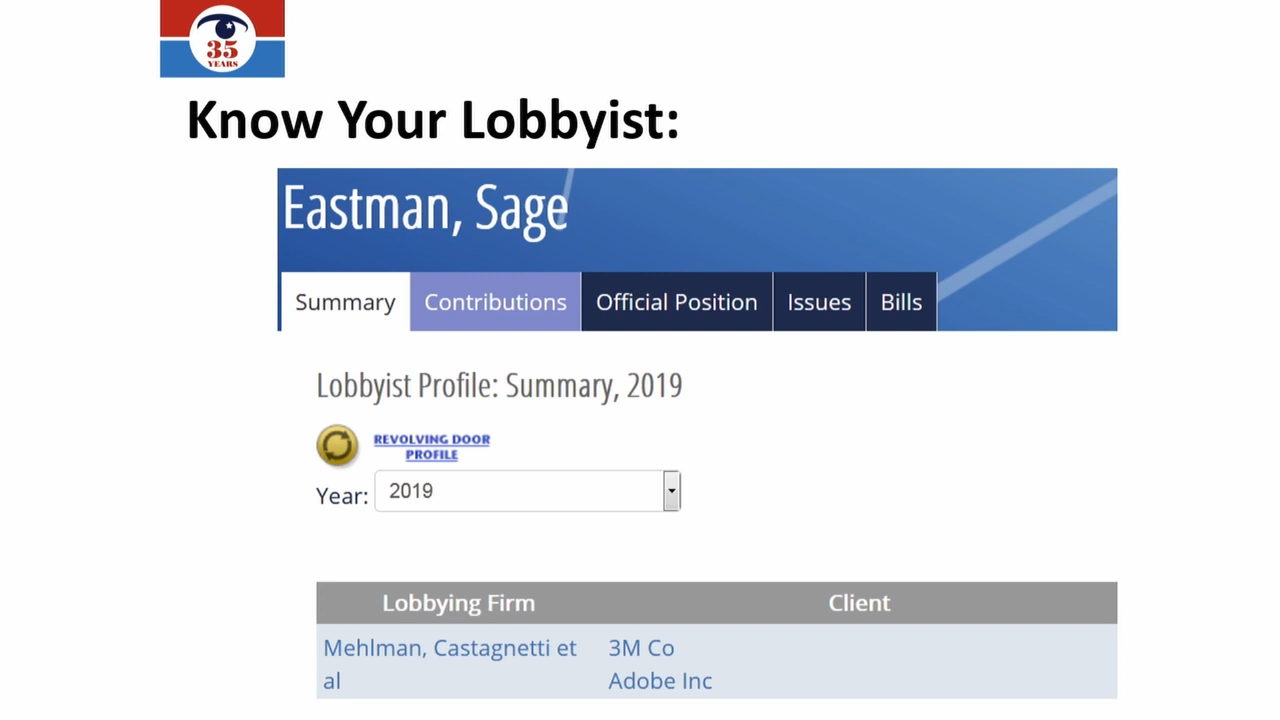 35
YEARS
Know Your Lobbyist:
Eastman, Sage
Summary Contributions Official Position Issues Bills
Lobbyist Profile: Summary, 2019
REVOLVING DOOR
PROFILE
Year: 2019
Lobbying Firm Client
Mehlman, Castagnetti et 3M Co
al Adobe Inc